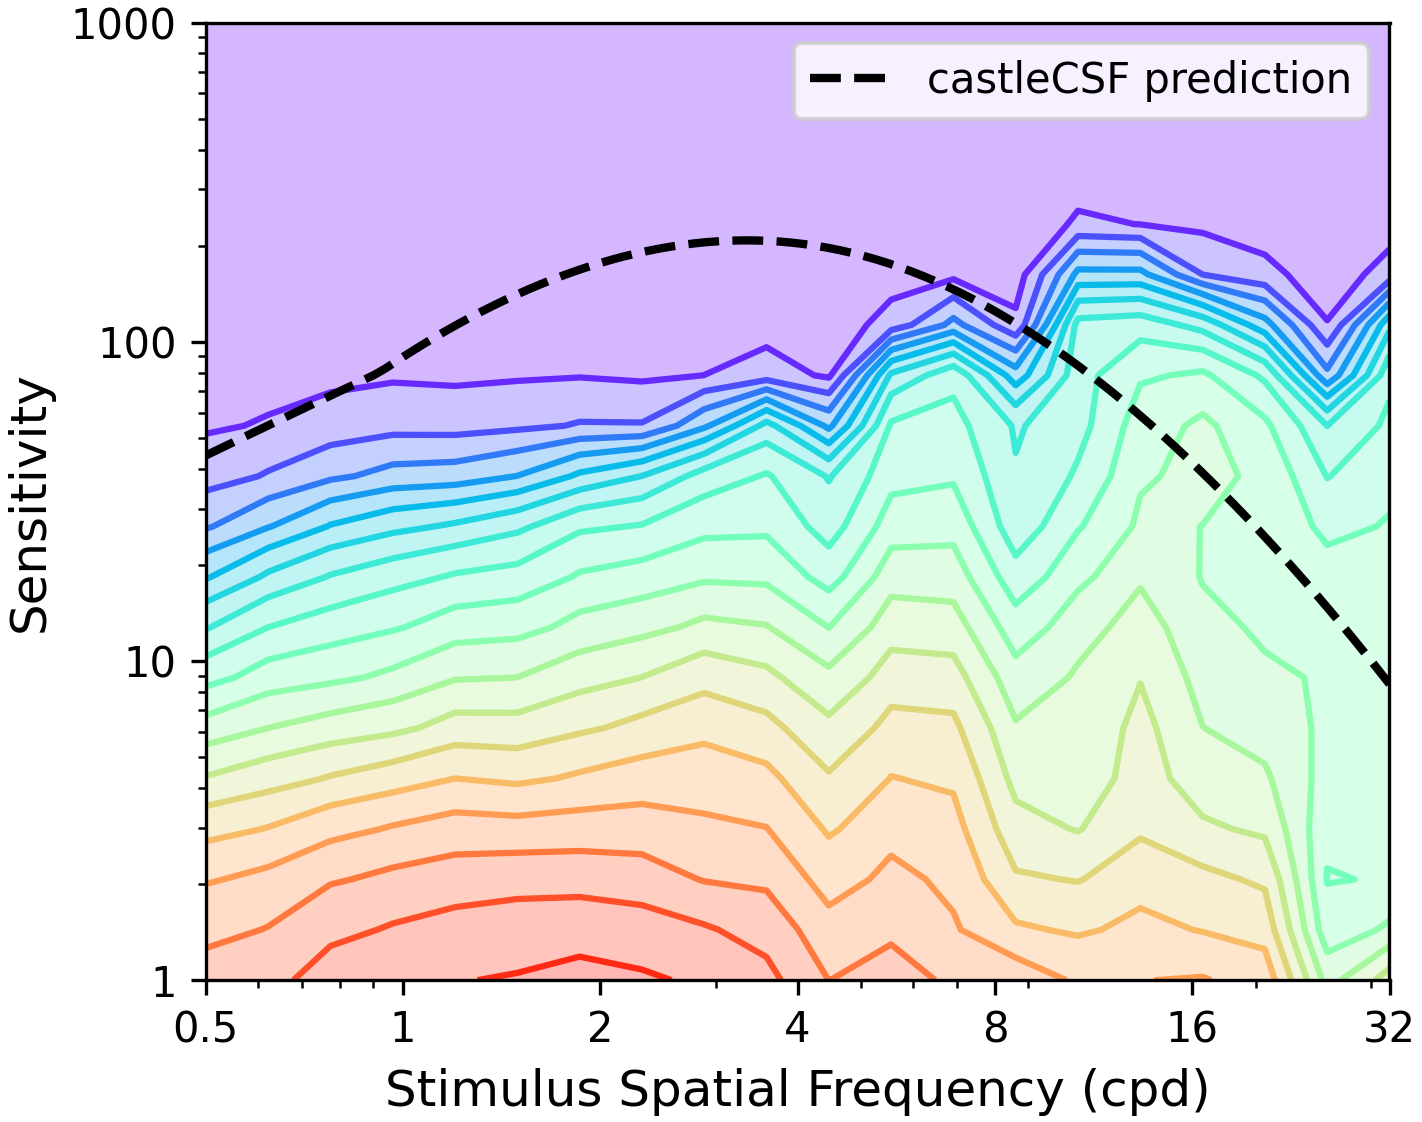 1000
100
10
1
Sensitivity
castleCSF prediction
0.5 1 2 4 8 16 32
Stimulus Spatial Frequency (cpd)